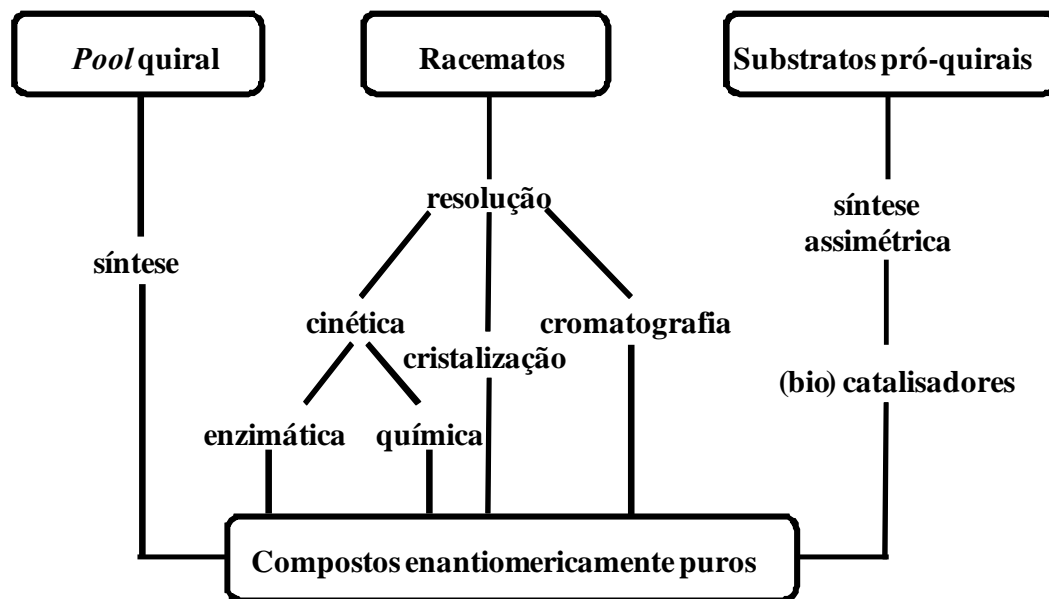 Pool quiral
Racematos
Substratos pró-quirais
resolução
síntese
assimétrica
síntese
cinética
cromatografia
cristalização
(bio) catalisadores
enzimática
química
Compostos enantiomericamente puros